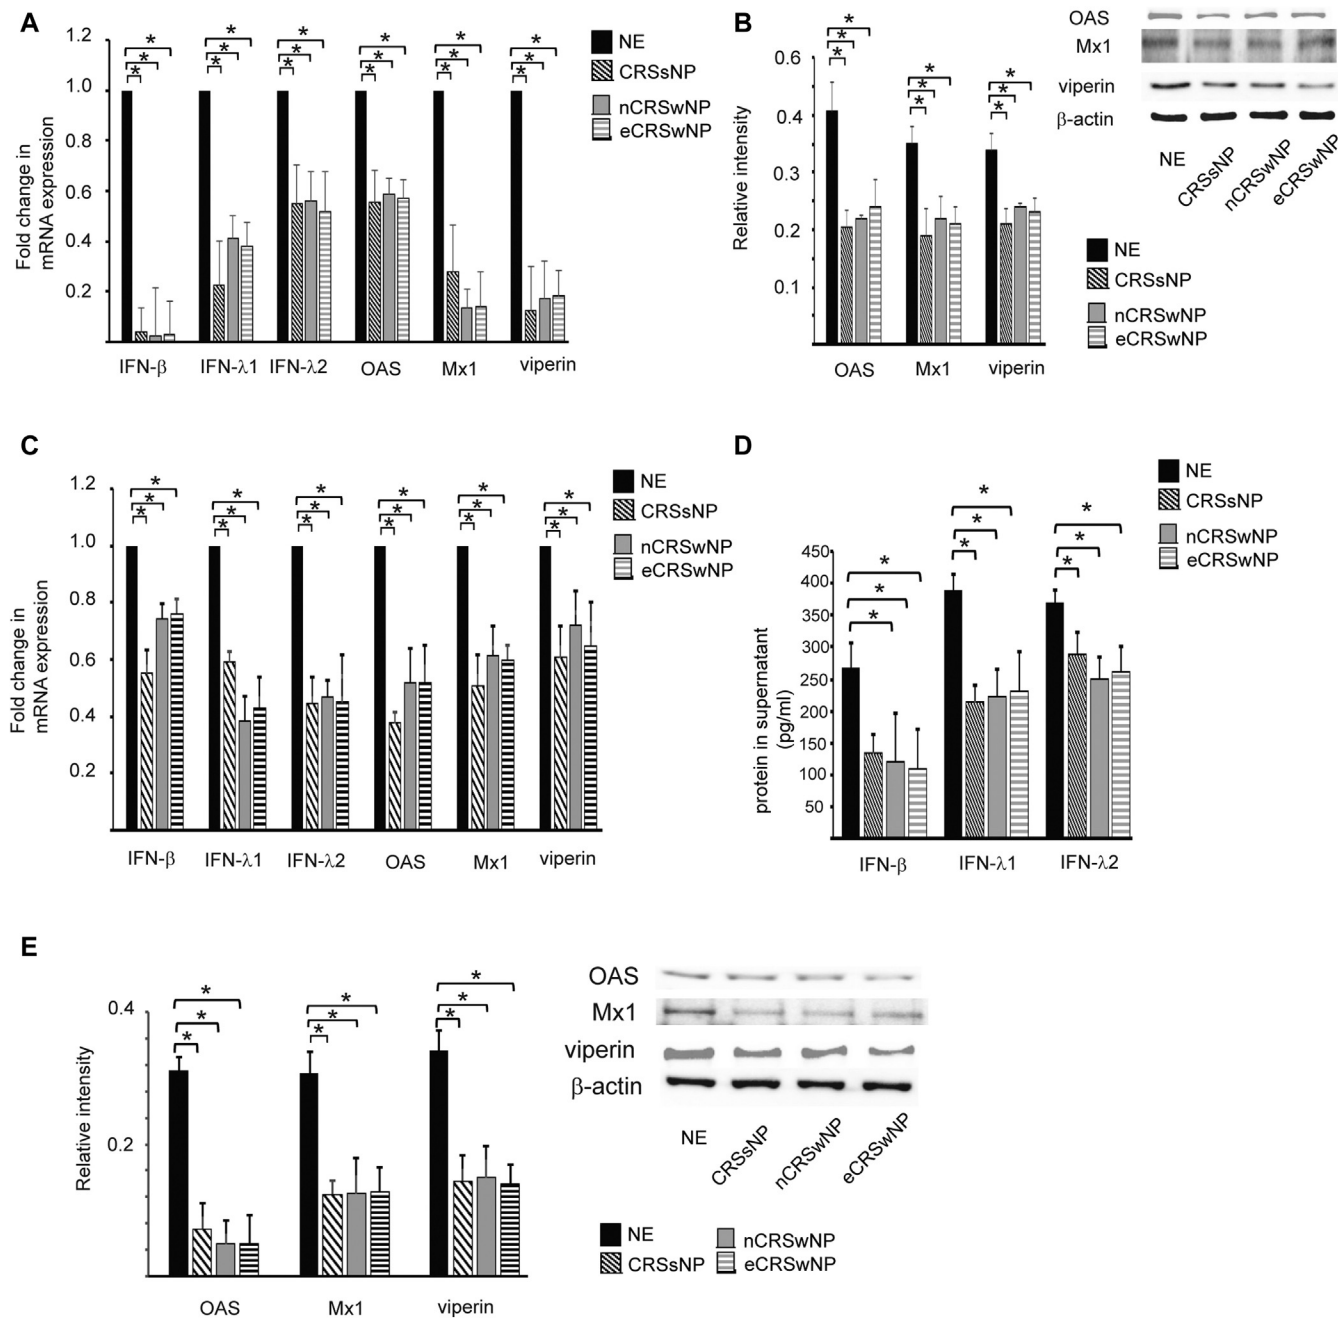 A
1.2
1.0
0.8
0.6
0.4
0.2
Fold change in
mRNA expression
* * * * * *
* * * * * *
* * * * * *
IFN-β IFN-λ1 IFN-λ2 OAS Mx1 viperin
NE
CRSsNP
nCRSwNP
eCRSwNP
B
0.6
0.4
0.3
0.2
0.1
Relative intensity
* * *
* * *
* * *
OAS Mx1 viperin
OAS
Mx1
viperin
β-actin
NE CRSsNP nCRSwNP eCRSwNP
NE
CRSsNP
nCRSwNP
eCRSwNP
C
1.2
1.0
0.8
0.6
0.4
0.2
Fold change in
mRNA expression
* * * * * *
* * * * * *
* * * * * *
IFN-β IFN-λ1 IFN-λ2 OAS Mx1 viperin
NE
CRSsNP
nCRSwNP
eCRSwNP
D
450
400
350
300
250
200
150
100
50
protein in supernatant
(pg/ml)
* * *
* * *
* * *
IFN-β IFN-λ1 IFN-λ2
NE
CRSsNP
nCRSwNP
eCRSwNP
E
0.4
0.2
Relative intensity
* * *
* * *
* * *
OAS Mx1 viperin
OAS
Mx1
viperin
β-actin
NE CRSsNP nCRSwNP eCRSwNP
NE nCRSwNP
CRSsNP eCRSwNP